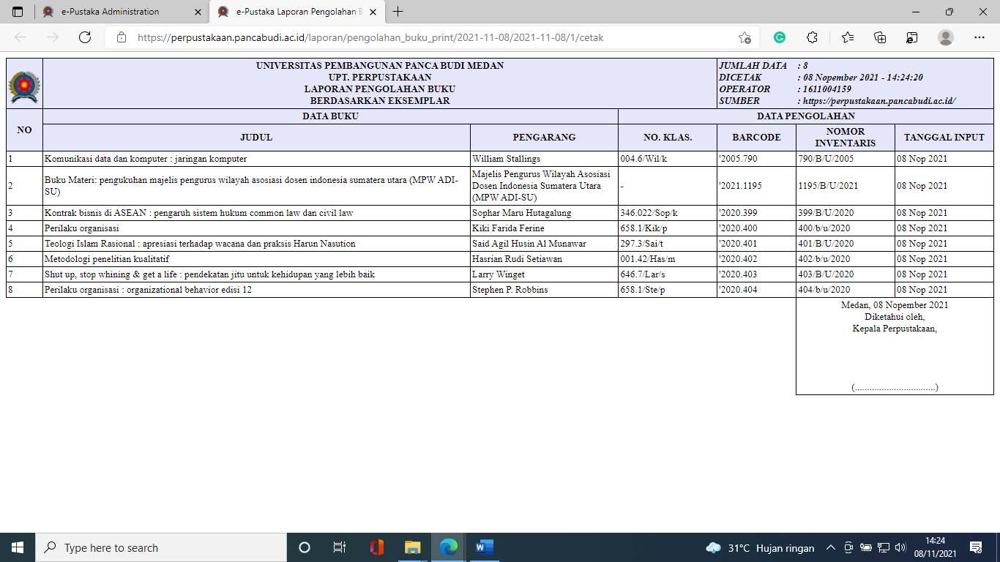 e-Pustaka Administration
e-Pustaka Laporan Pengolahan B
https://perpustakaan.pancabudi.ac.id/laporan/pengolahan_buku_print/2021-11-08/2021-11-08/1/cetak
UNIVERSITAS PEMBANGUNAN PANCA BUDI MEDAN
UPT. PERPUSTAKAAN
LAPORAN PENGOLAHAN BUKU
BERDASARKAN EKSEMPLAR
JUMLAH DATA : 8
DICETAK : 08 Nopember 2021 - 14:24:20
OPERATOR : 1611004159
SUMBER : https://perpustakaan.pancabudi.ac.id/
NO DATA BUKU DATA PENGOLAHAN
JUDUL PENGARANG NO. KLAS. BARCODE NOMOR INVENTARIS TANGGAL INPUT
1 Komunikasi data dan komputer : jaringan komputer William Stallings 004.6/Wil/k '2005.790 790/B/U/2005 08 Nop 2021
2 Buku Materi: pengukuhan majelis pengurus wilayah asosiasi dosen indonesia sumatera utara (MPW ADI-SU) Majelis Pengurus Wilayah Asosiasi Dosen Indonesia Sumatera Utara (MPW ADI-SU) - '2021.1195 1195/B/U/2021 08 Nop 2021
3 Kontrak bisnis di ASEAN : pengaruh sistem hukum common law dan civil law Sophar Maru Hutagalung 346.022/Sop/k '2020.399 399/B/U/2020 08 Nop 2021
4 Perilaku organisasi Kiki Farida Ferine 658.1/Kik/p '2020.400 400/b/u/2020 08 Nop 2021
5 Teologi Islam Rasional : apresiasi terhadap wacana dan praksis Harun Nasution Said Agil Husin Al Munawar 297.3/Sai/t '2020.401 401/B/U/2020 08 Nop 2021
6 Metodologi penelitian kualitatif Hasrian Rudi Setiawan 001.42/Has/m '2020.402 402/b/u/2020 08 Nop 2021
7 Shut up, stop whining & get a life : pendekatan jitu untuk kehidupan yang lebih baik Larry Winget 646.7/Lar/s '2020.403 403/B/U/2020 08 Nop 2021
8 Perilaku organisasi : organizational behavior edisi 12 Stephen P. Robbins 658.1/Ste/p '2020.404 404/b/u/2020 08 Nop 2021
Medan, 08 Nopember 2021
Diketahui oleh,
Kepala Perpustakaan,
(.................................)
Type here to search
31°C Hujan ringan
14:24
08/11/2021